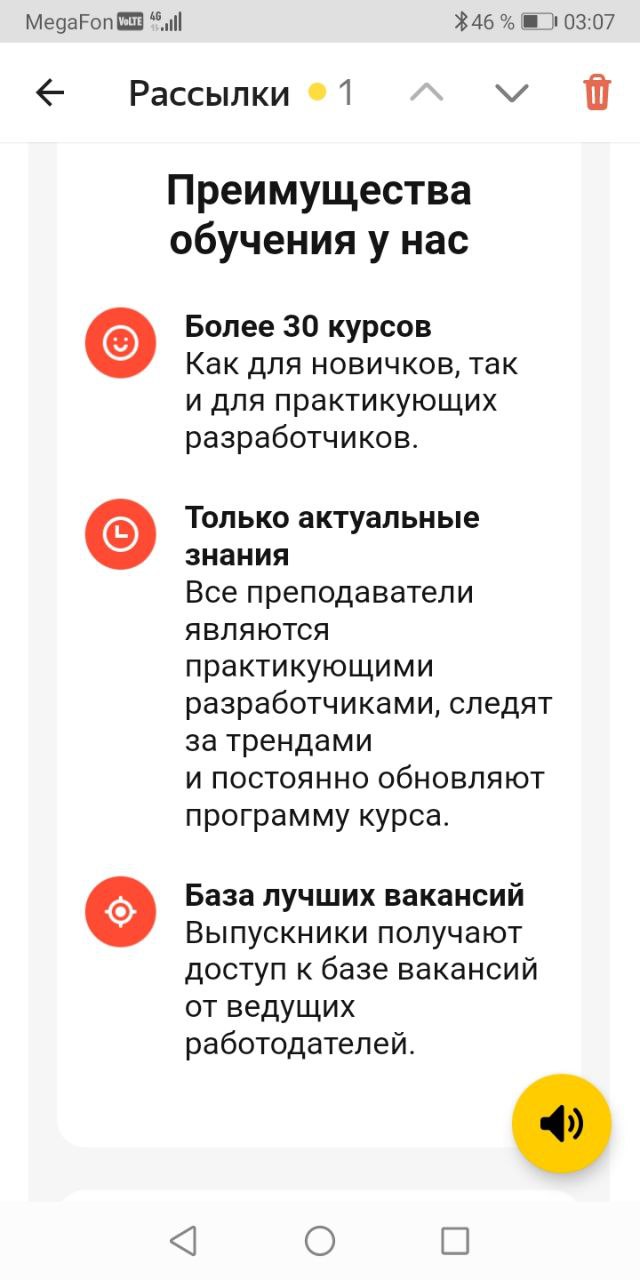 MegaFon VoLTE 4G 46 % 03:07
Рассылки 1
Преимущества
обучения у нас
Более 30 курсов
Как для новичков, так
и для практикующих
разработчиков.
Только актуальные
знания
Все преподаватели
являются
практикующими
разработчиками, следят
за трендами
и постоянно обновляют
программу курса.
База лучших вакансий
Выпускники получают
доступ к базе вакансий
от ведущих
работодателей.